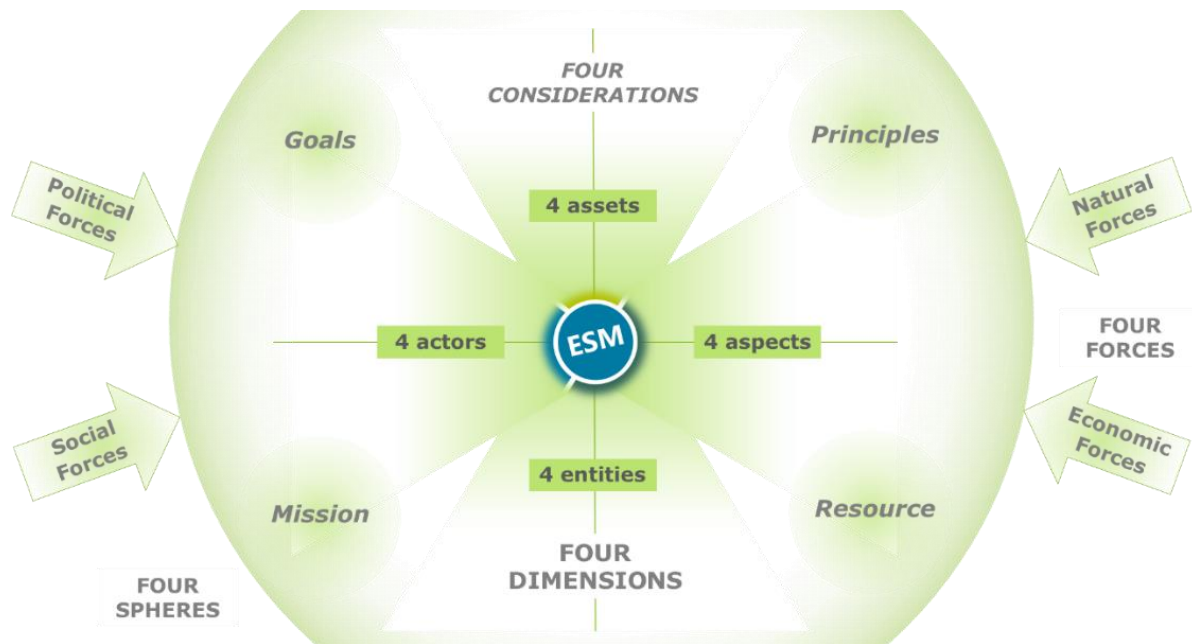 FOUR
CONSIDERATIONS
Goals
Principles
Political
Forces
4 assets
Natural
Forces
4 actors
ESM
4 aspects
FOUR
FORCES
Social
Forces
Economic
Forces
4 entities
Mission
Resource
FOUR
DIMENSIONS
FOUR
SPHERES